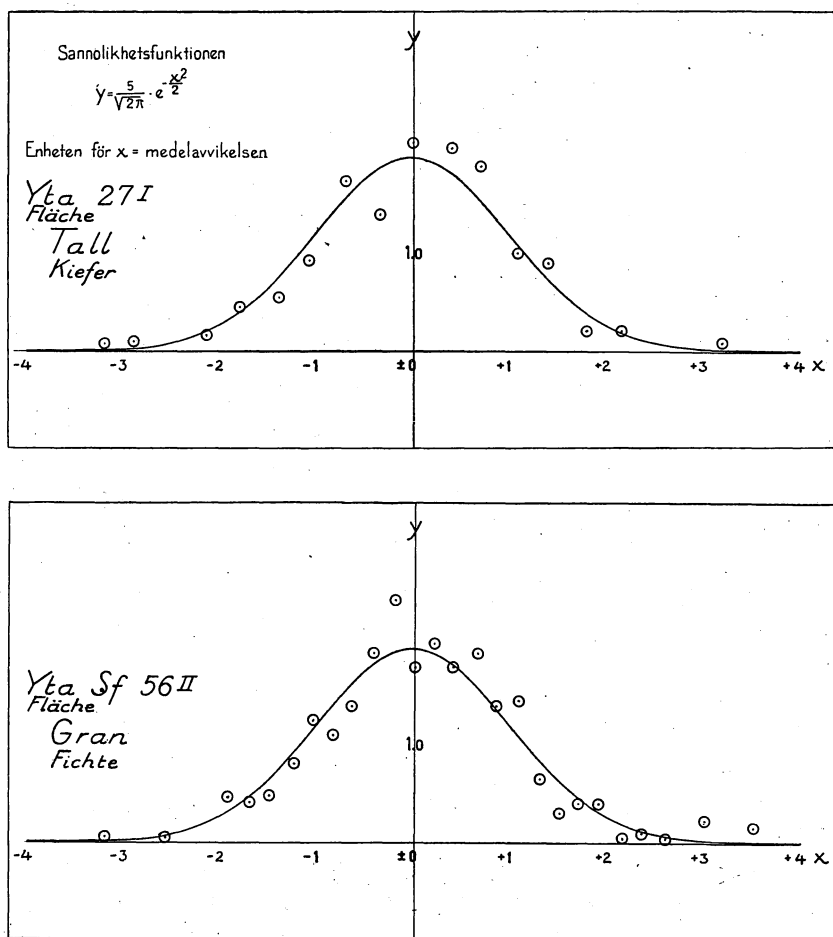 y
Sannolikhetsfunktionen
y=5/√2π · e^-x²/2
Enheten för x = medelavvikelsen
Yta 27 I
Fläche
Tall
Kiefer
1.0
-4 -3 -2 -1 ±0 +1 +2 +3 +4 x
y
Yta Sf 56 II
Fläche
Gran
Fichte
1.0
-4 -3 -2 -1 ±0 +1 +2 +3 +4 x